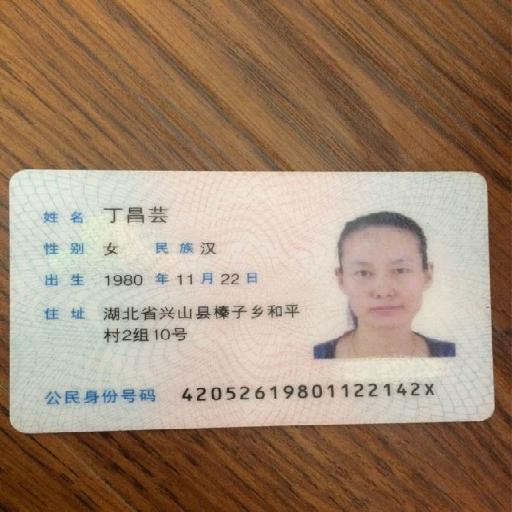 姓名 丁昌芸
性别 女 民族 汉
出生 1980 年 11 月 22 日
住址 湖北省兴山县榛子乡和平
村2组10号
公民身份号码 42052619801122142X